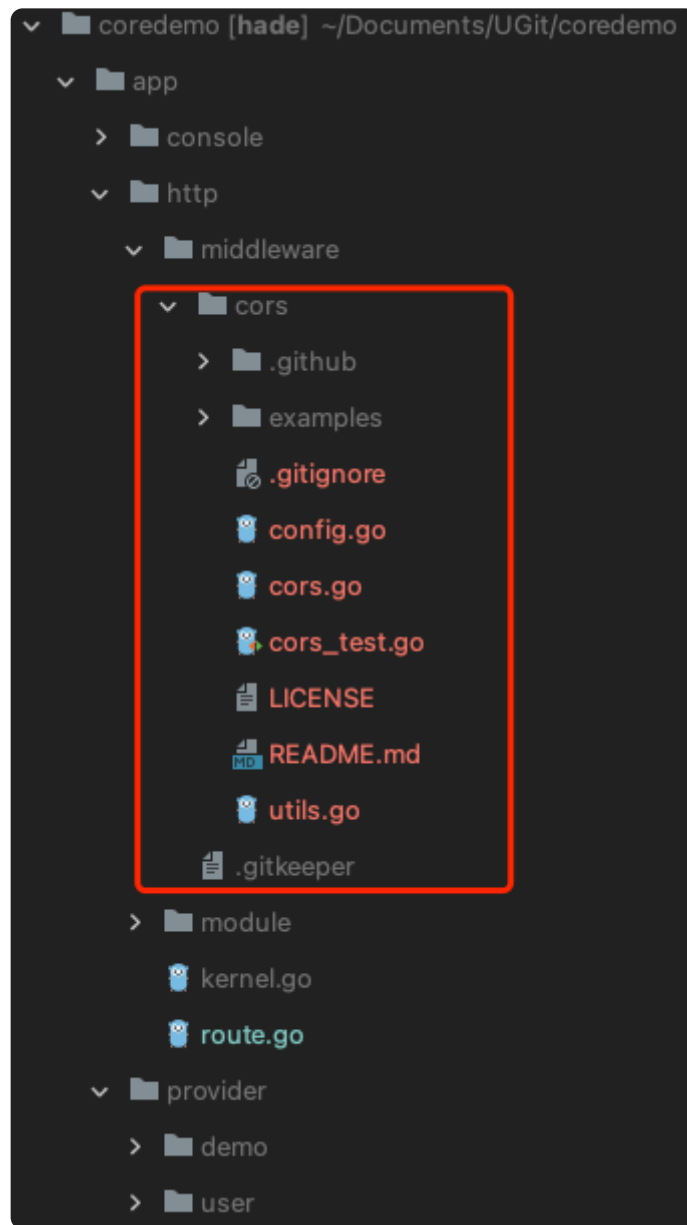 coredemo [hade] ~/Documents/UGit/coredemo
app
console
http
middleware
cors
.github
examples
.gitignore
config.go
cors.go
cors_test.go
LICENSE
MD README.md
utils.go
.gitkeeper
module
kernel.go
route.go
provider
demo
user